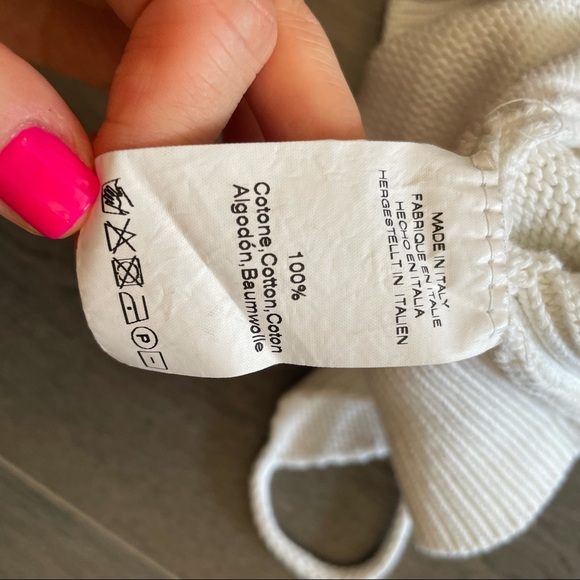 MADE IN ITALY
FABRIQUE EN ITALIE
HECHO EN ITALIA
HERGESTELLT IN ITALIEN
100%
Cotone,Cotton,Coton
Algodón,Baumwolle
P